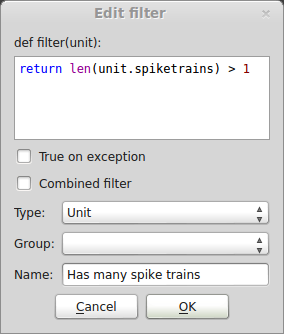 Edit filter
def filter(unit):
return len(unit.spiketrains) > 1
True on exception
Combined filter
Type: Unit
Group:
Name: Has many spike trains
Cancel OK